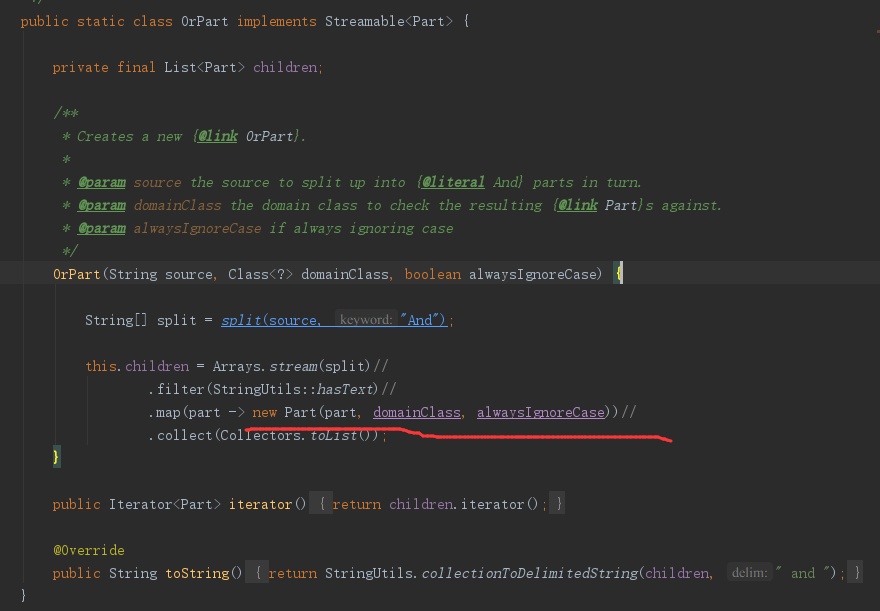 */
public static class OrPart implements Streamable<Part> {
private final List<Part> children;
/**
* Creates a new {@link OrPart}.
*
* @param source the source to split up into {@literal And} parts in turn.
* @param domainClass the domain class to check the resulting {@link Part}s against.
* @param alwaysIgnoreCase if always ignoring case
*/
OrPart(String source, Class<?> domainClass, boolean alwaysIgnoreCase) {
String[] split = split(source, keyword: "And");
this.children = Arrays.stream(split)//
.filter(StringUtils::hasText)//
.map(part -> new Part(part, domainClass, alwaysIgnoreCase))//
.collect(Collectors.toList());
}
public Iterator<Part> iterator() { return children.iterator(); }
@Override
public String toString() { return StringUtils.collectionToDelimitedString(children, delim: " and "); }
}